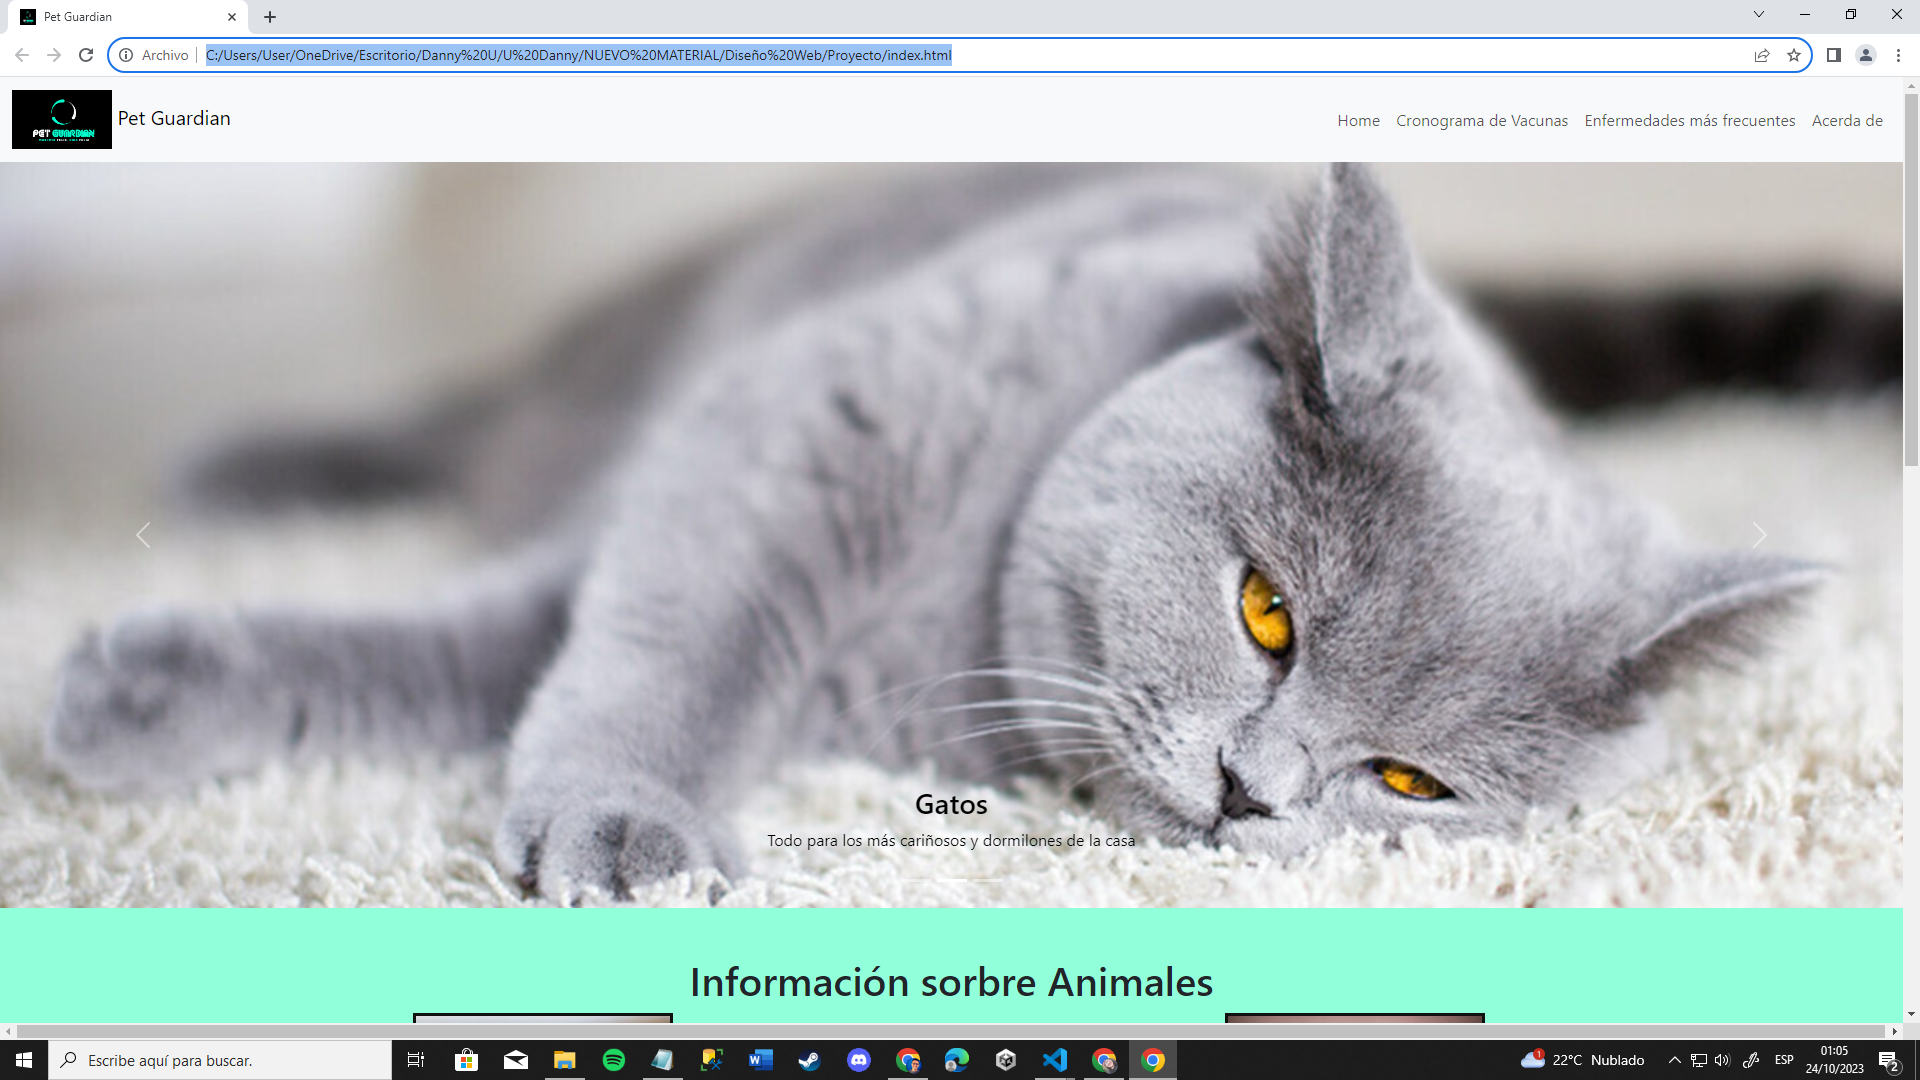 Pet Guardian
Archivo
C:/Users/User/OneDrive/Escritorio/Danny%20U/U%20Danny/NUEVO%20MATERIAL/Diseño%20Web/Proyecto/index.html
PET GUARDIAN
Pet Guardian
Home
Cronograma de Vacunas
Enfermedades más frecuentes
Acerda de
Gatos
Todo para los más cariñosos y dormilones de la casa
Información sorbre Animales
Escribe aquí para buscar.
1
22°C Nublado
ESP
01:05
24/10/2023
2